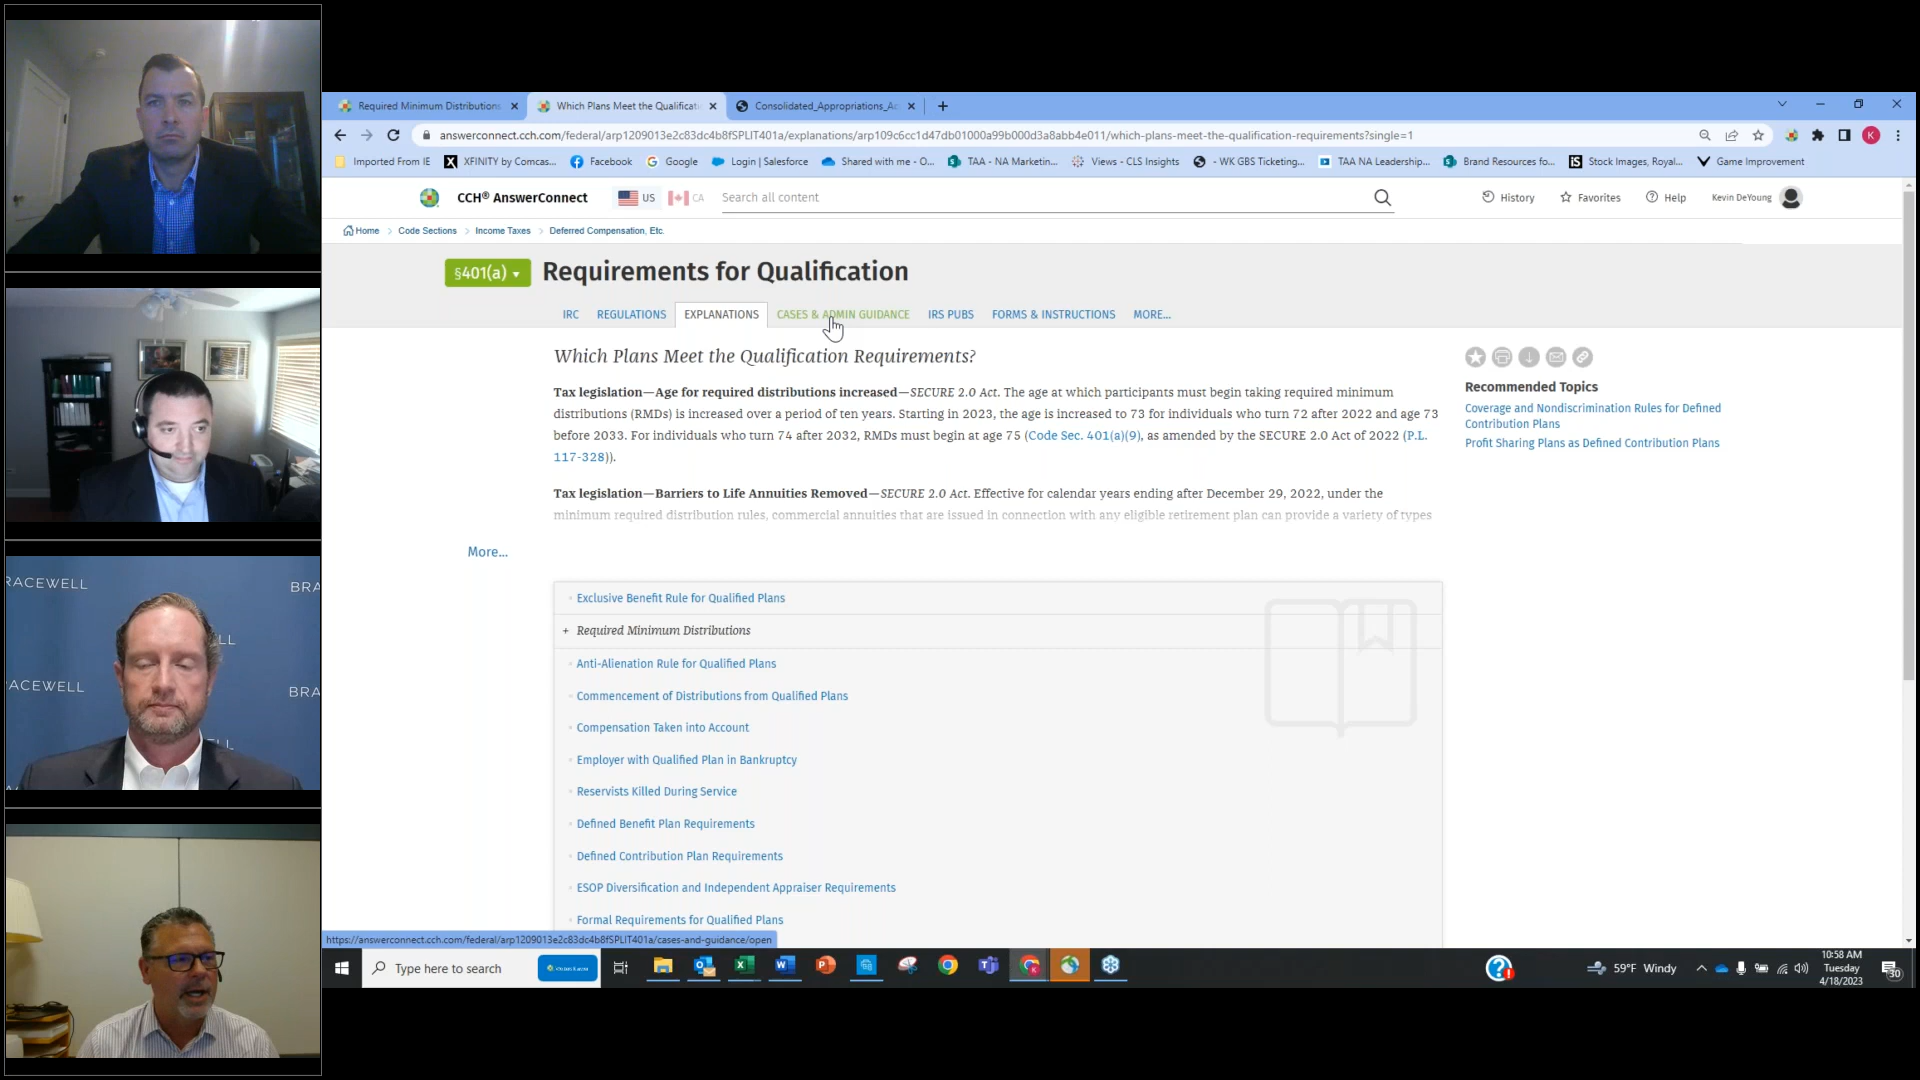 RACEWELL
BRA
LL
ACEWELL
BRA
LL
Required Minimum Distributions
Which Plans Meet the Qualificati
Consolidated_Appropriations_Ac
answerconnect.cch.com/federal/arp1209013e2c83dc4b8fSPLIT401a/explanations/arp109c6cc1d47db01000a99b000d3a8abb4e011/which-plans-meet-the-qualification-requirements?single=1
K
Imported From IE
XFINITY by Comcas...
Facebook
Google
Login | Salesforce
Shared with me - O...
TAA - NA Marketin...
Views - CLS Insights
- WK GBS Ticketing...
TAA NA Leadership...
Brand Resources fo...
Stock Images, Royal...
Game Improvement
CCH® AnswerConnect
US
CA
Search all content
History
Favorites
Help
Kevin DeYoung
Home > Code Sections > Income Taxes > Deferred Compensation, Etc.
§401(a)
Requirements for Qualification
IRC
REGULATIONS
EXPLANATIONS
CASES & ADMIN GUIDANCE
IRS PUBS
FORMS & INSTRUCTIONS
MORE...
Which Plans Meet the Qualification Requirements?
Tax legislation—Age for required distributions increased—SECURE 2.0 Act. The age at which participants must begin taking required minimum
distributions (RMDs) is increased over a period of ten years. Starting in 2023, the age is increased to 73 for individuals who turn 72 after 2022 and age 73
before 2033. For individuals who turn 74 after 2032, RMDs must begin at age 75 (Code Sec. 401(a)(9), as amended by the SECURE 2.0 Act of 2022 (P.L.
117-328)).
Tax legislation—Barriers to Life Annuities Removed—SECURE 2.0 Act. Effective for calendar years ending after December 29, 2022, under the
minimum required distribution rules, commercial annuities that are issued in connection with any eligible retirement plan can provide a variety of types
More...
Recommended Topics
Coverage and Nondiscrimination Rules for Defined
Contribution Plans
Profit Sharing Plans as Defined Contribution Plans
Exclusive Benefit Rule for Qualified Plans
+ Required Minimum Distributions
Anti-Alienation Rule for Qualified Plans
Commencement of Distributions from Qualified Plans
Compensation Taken into Account
Employer with Qualified Plan in Bankruptcy
Reservists Killed During Service
Defined Benefit Plan Requirements
Defined Contribution Plan Requirements
ESOP Diversification and Independent Appraiser Requirements
Formal Requirements for Qualified Plans
https://answerconnect.cch.com/federal/arp1209013e2c83dc4b8fSPLIT401a/cases-and-guidance/open
Type here to search
59°F Windy
10:58 AM
Tuesday
4/18/2023
30